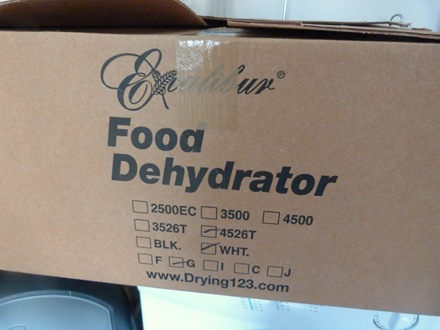 Excalibur®
Food
Dehydrator
2500EC 3500 4500
3526T 4526T
BLK. WHT.
F G I C J
www.Drying123.com